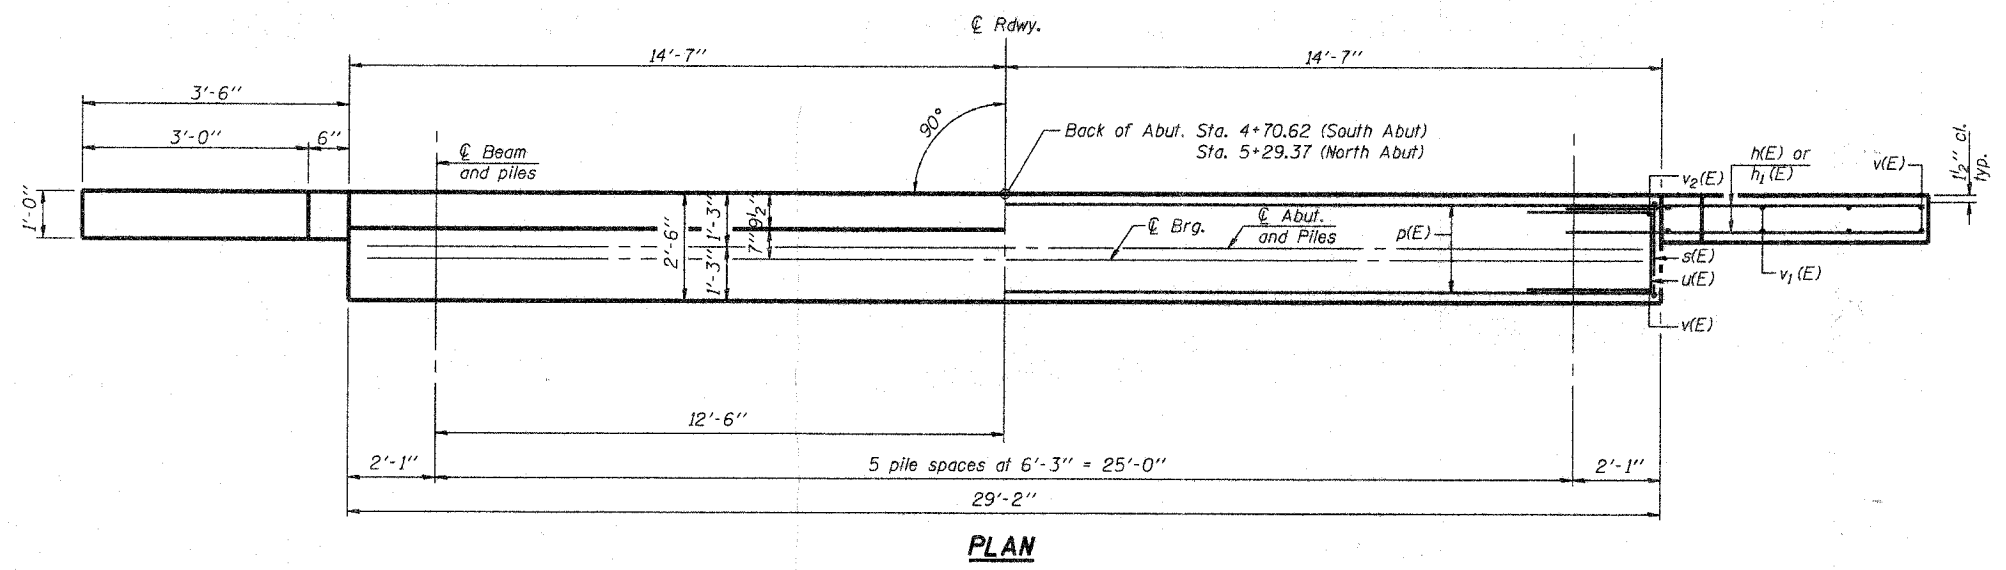 ℄ Rdwy.
14'-7"
14'-7"
3'-6"
3'-0"
6"
90°
Back of Abut. Sta. 4+70.62 (South Abut)
Sta. 5+29.37 (North Abut)
℄ Beam
and piles
1'-0"
h(E) or
h₁(E)
v(E)
1½" cl.
typ.
v₂(E)
2'-6"
1'-3"
1'-3"
9½"
7"
℄ Brg.
℄ Abut.
and Piles
p(E)
s(E)
u(E)
v₁(E)
v(E)
12'-6"
2'-1"
5 pile spaces at 6'-3" = 25'-0"
2'-1"
29'-2"
PLAN